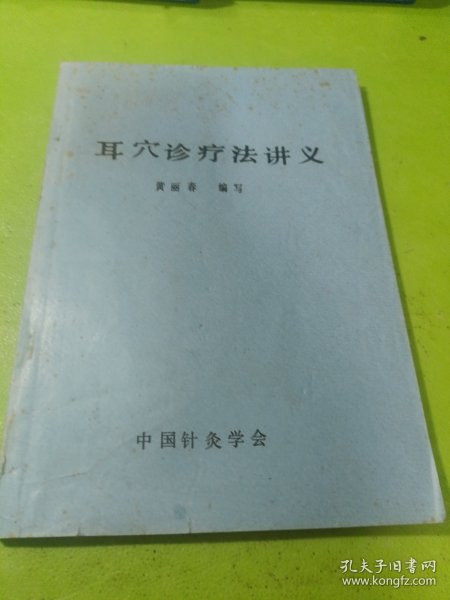 耳穴诊疗法讲义
黄丽春 编写
中国针灸学会
孔夫子旧书网
www.kongfz.com